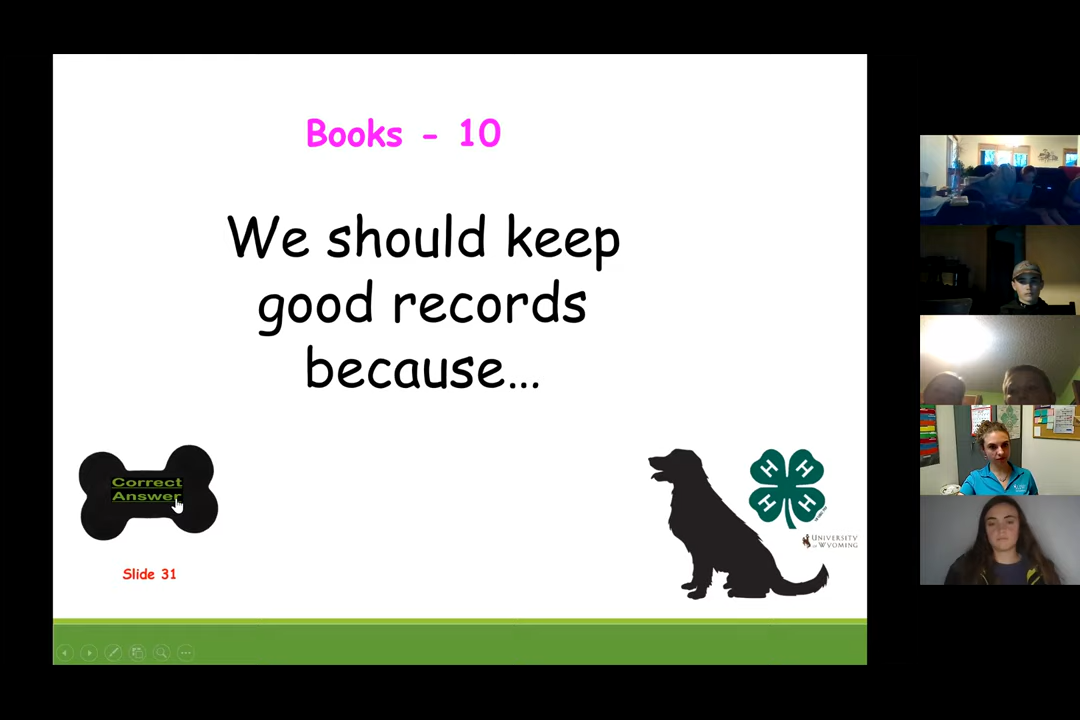 Books - 10
We should keep
good records
because...
Correct
Answer
H H
H H
UNIVERSITY
OF WYOMING
Slide 31